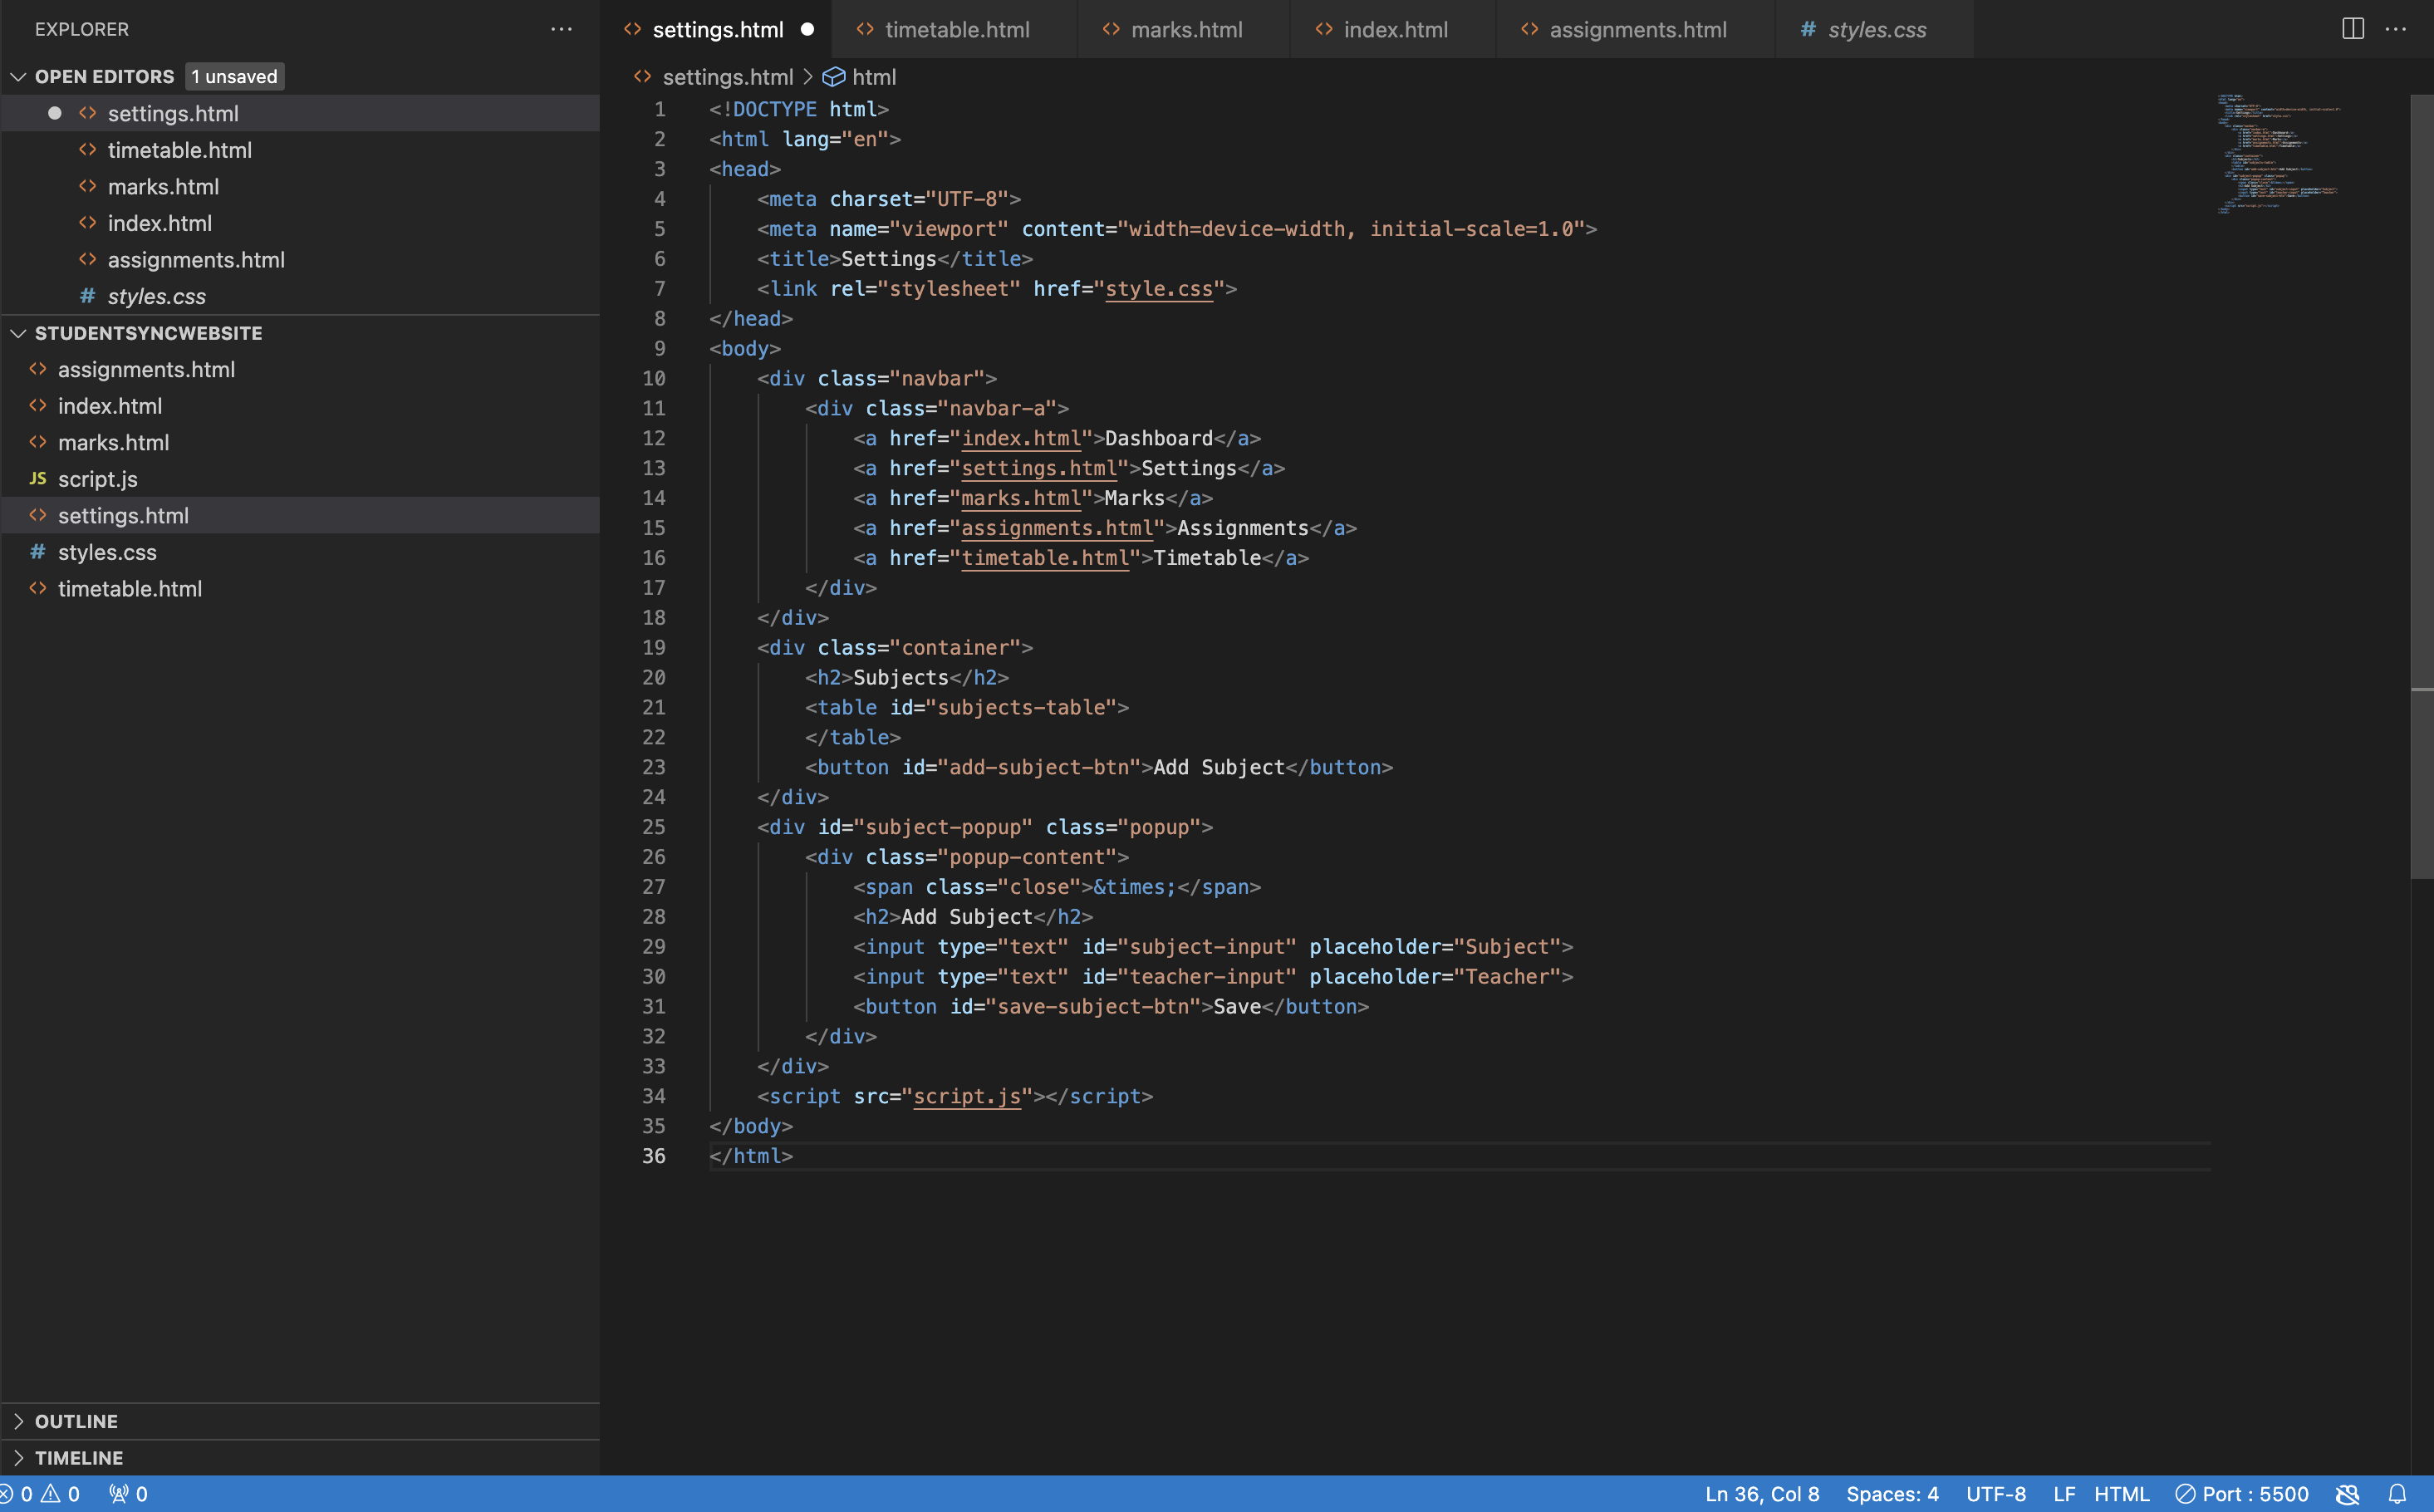 EXPLORER
OPEN EDITORS 1 unsaved
settings.html
timetable.html
marks.html
index.html
assignments.html
# styles.css
STUDENTSYNCWEBSITE
assignments.html
index.html
marks.html
JS script.js
settings.html
# styles.css
timetable.html
OUTLINE
TIMELINE
settings.html timetable.html marks.html index.html assignments.html # styles.css
settings.html > html
1 <!DOCTYPE html>
2 <html lang="en">
3 <head>
4     <meta charset="UTF-8">
5     <meta name="viewport" content="width=device-width, initial-scale=1.0">
6     <title>Settings</title>
7     <link rel="stylesheet" href="style.css">
8 </head>
9 <body>
10     <div class="navbar">
11         <div class="navbar-a">
12             <a href="index.html">Dashboard</a>
13             <a href="settings.html">Settings</a>
14             <a href="marks.html">Marks</a>
15             <a href="assignments.html">Assignments</a>
16             <a href="timetable.html">Timetable</a>
17         </div>
18     </div>
19     <div class="container">
20         <h2>Subjects</h2>
21         <table id="subjects-table">
22         </table>
23         <button id="add-subject-btn">Add Subject</button>
24     </div>
25     <div id="subject-popup" class="popup">
26         <div class="popup-content">
27             <span class="close">&times;</span>
28             <h2>Add Subject</h2>
29             <input type="text" id="subject-input" placeholder="Subject">
30             <input type="text" id="teacher-input" placeholder="Teacher">
31             <button id="save-subject-btn">Save</button>
32         </div>
33     </div>
34     <script src="script.js"></script>
35 </body>
36 </html>
0 0 0 Ln 36, Col 8 Spaces: 4 UTF-8 LF HTML Port : 5500